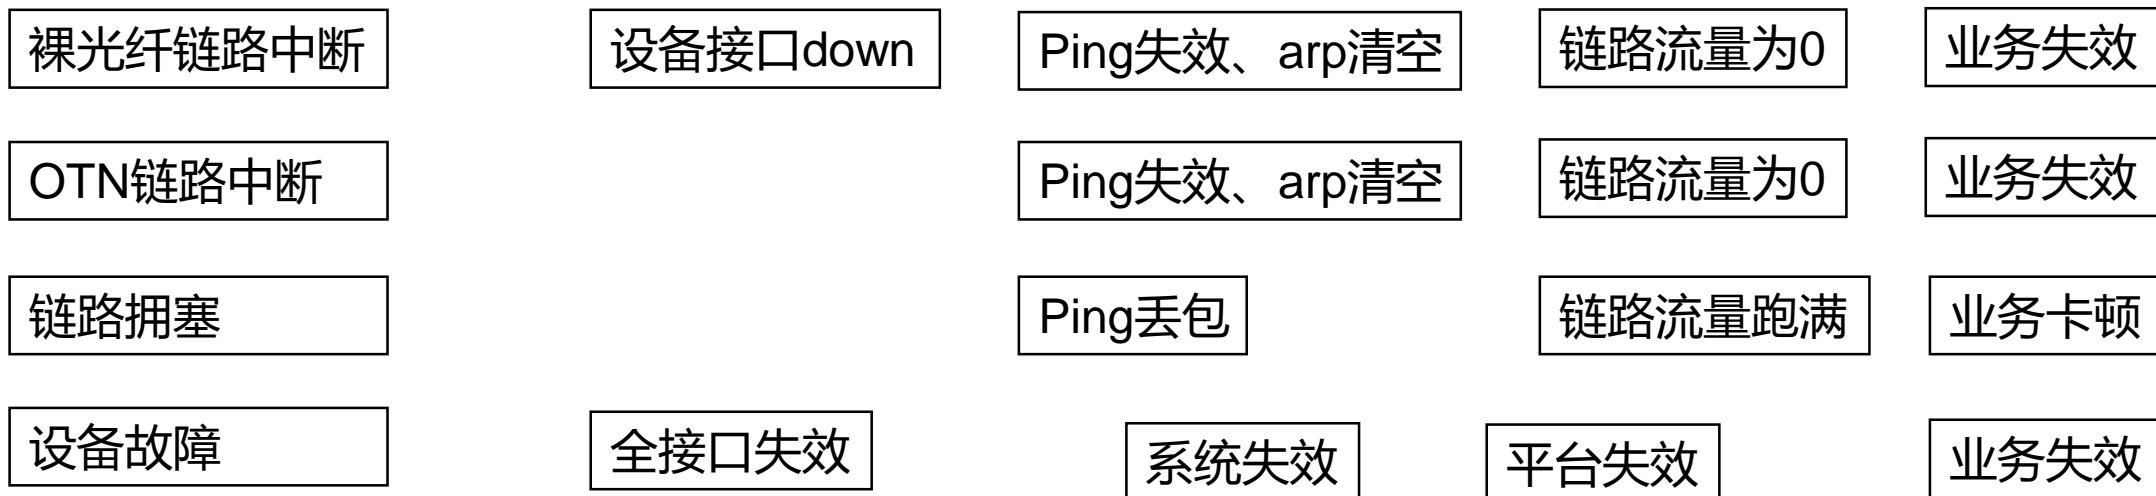 裸光纤链路中断 设备接口down Ping失效、arp清空 链路流量为0 业务失效
OTN链路中断 Ping失效、arp清空 链路流量为0 业务失效
链路拥塞 Ping丢包 链路流量跑满 业务卡顿
设备故障 全接口失效 系统失效 平台失效 业务失效